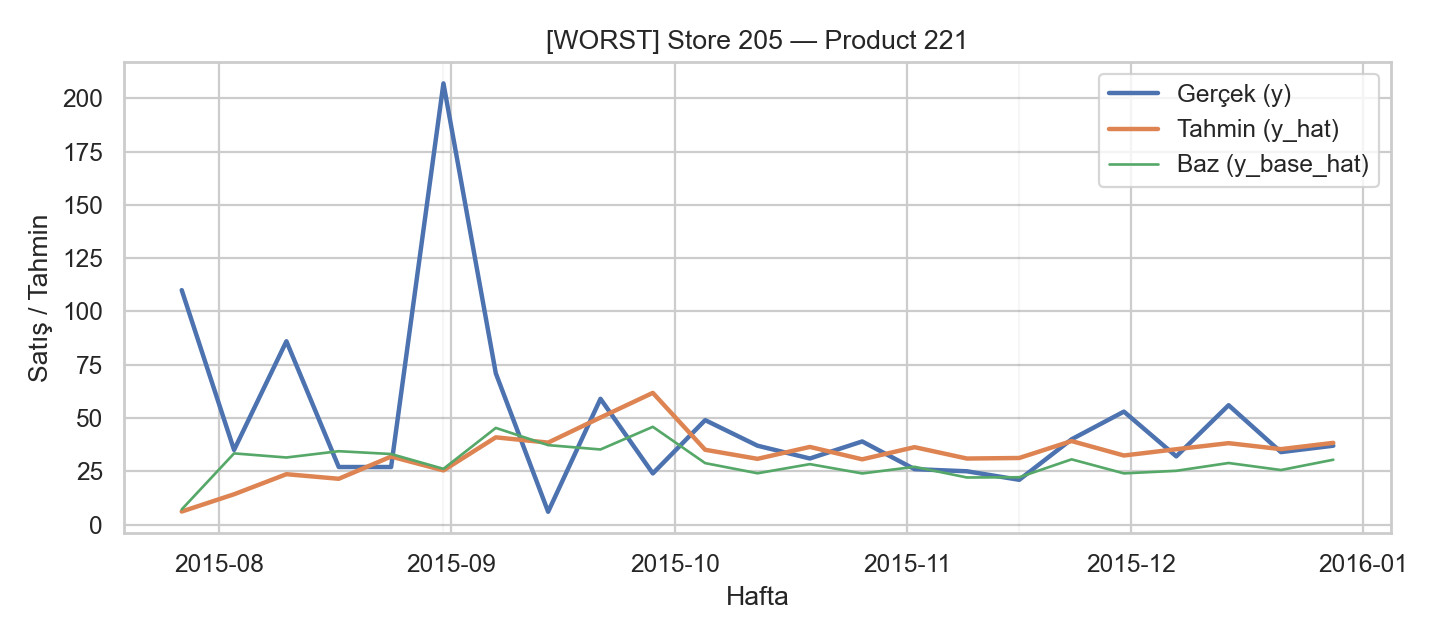 [WORST] Store 205 — Product 221
Gerçek (y)
Tahmin (y_hat)
Baz (y_base_hat)
Satış / Tahmin
200
175
150
125
100
75
50
25
0
2015-08
2015-09
2015-10
2015-11
2015-12
2016-01
Hafta